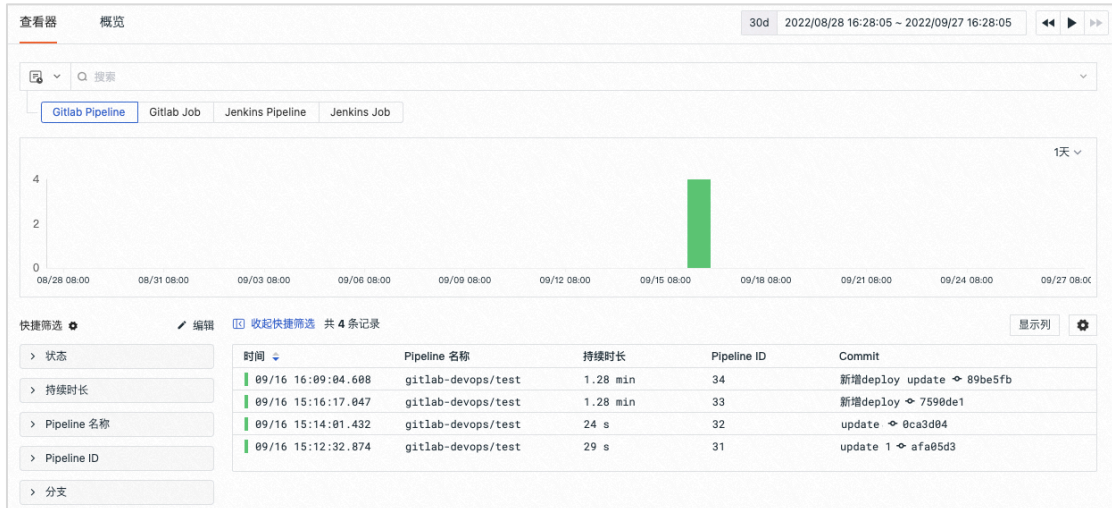 查看器 概览 30d 2022/08/28 16:28:05 ~ 2022/09/27 16:28:05
搜索
Gitlab Pipeline Gitlab Job Jenkins Pipeline Jenkins Job
1天
4
2
0
08/28 08:00 08/31 08:00 09/03 08:00 09/06 08:00 09/09 08:00 09/12 08:00 09/15 08:00 09/18 08:00 09/21 08:00 09/24 08:00 09/27 08:00
快捷筛选 编辑 收起快捷筛选 共 4 条记录 显示列
状态
持续时长
Pipeline 名称
Pipeline ID
分支
时间 Pipeline 名称 持续时长 Pipeline ID Commit
09/16 16:09:04.608 gitlab-devops/test 1.28 min 34 新增deploy update 89be5fb
09/16 15:16:17.047 gitlab-devops/test 1.28 min 33 新增deploy 7590de1
09/16 15:14:01.432 gitlab-devops/test 24 s 32 update 0ca3d04
09/16 15:12:32.874 gitlab-devops/test 29 s 31 update 1 afa05d3